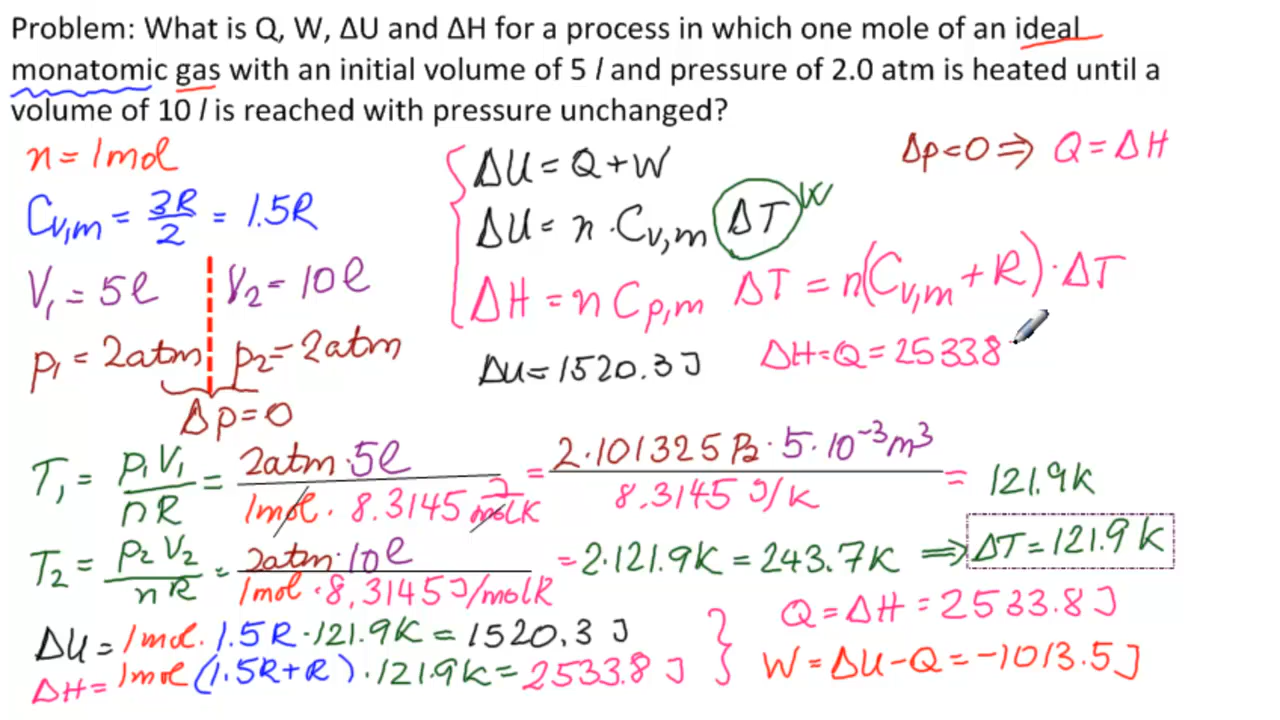 Problem: What is Q, W, ΔU and ΔH for a process in which one mole of an ideal
monatomic gas with an initial volume of 5 l and pressure of 2.0 atm is heated until a
volume of 10 l is reached with pressure unchanged?
n = 1mol
ΔU = Q + W
Δp<0 ⇒ Q = ΔH
Cv,m = 3R/2 = 1.5R
ΔU = n · Cv,m ΔT W
V₁ = 5l V₂ = 10l
ΔH = n Cp,m ΔT = n(Cv,m + R) · ΔT
p₁ = 2atm p₂ = 2atm
ΔU = 1520.3 J
ΔH = Q = 25338
Δp = 0
T₁ = p₁V₁/nR = 2atm · 5l / 1mol · 8.3145 J/molK = 2·101325 Pa · 5·10⁻³m³ / 8.3145 J/K = 121.9K
T₂ = p₂V₂/nR = 2atm · 10l / 1mol · 8.3145 J/molK = 2·121.9K = 243.7K ⇒ ΔT = 121.9K
ΔU = 1mol · 1.5R · 121.9K = 1520.3 J
ΔH = 1mol (1.5R+R) · 121.9K = 2533.8 J
Q = ΔH = 2533.8 J
W = ΔU - Q = -1013.5 J